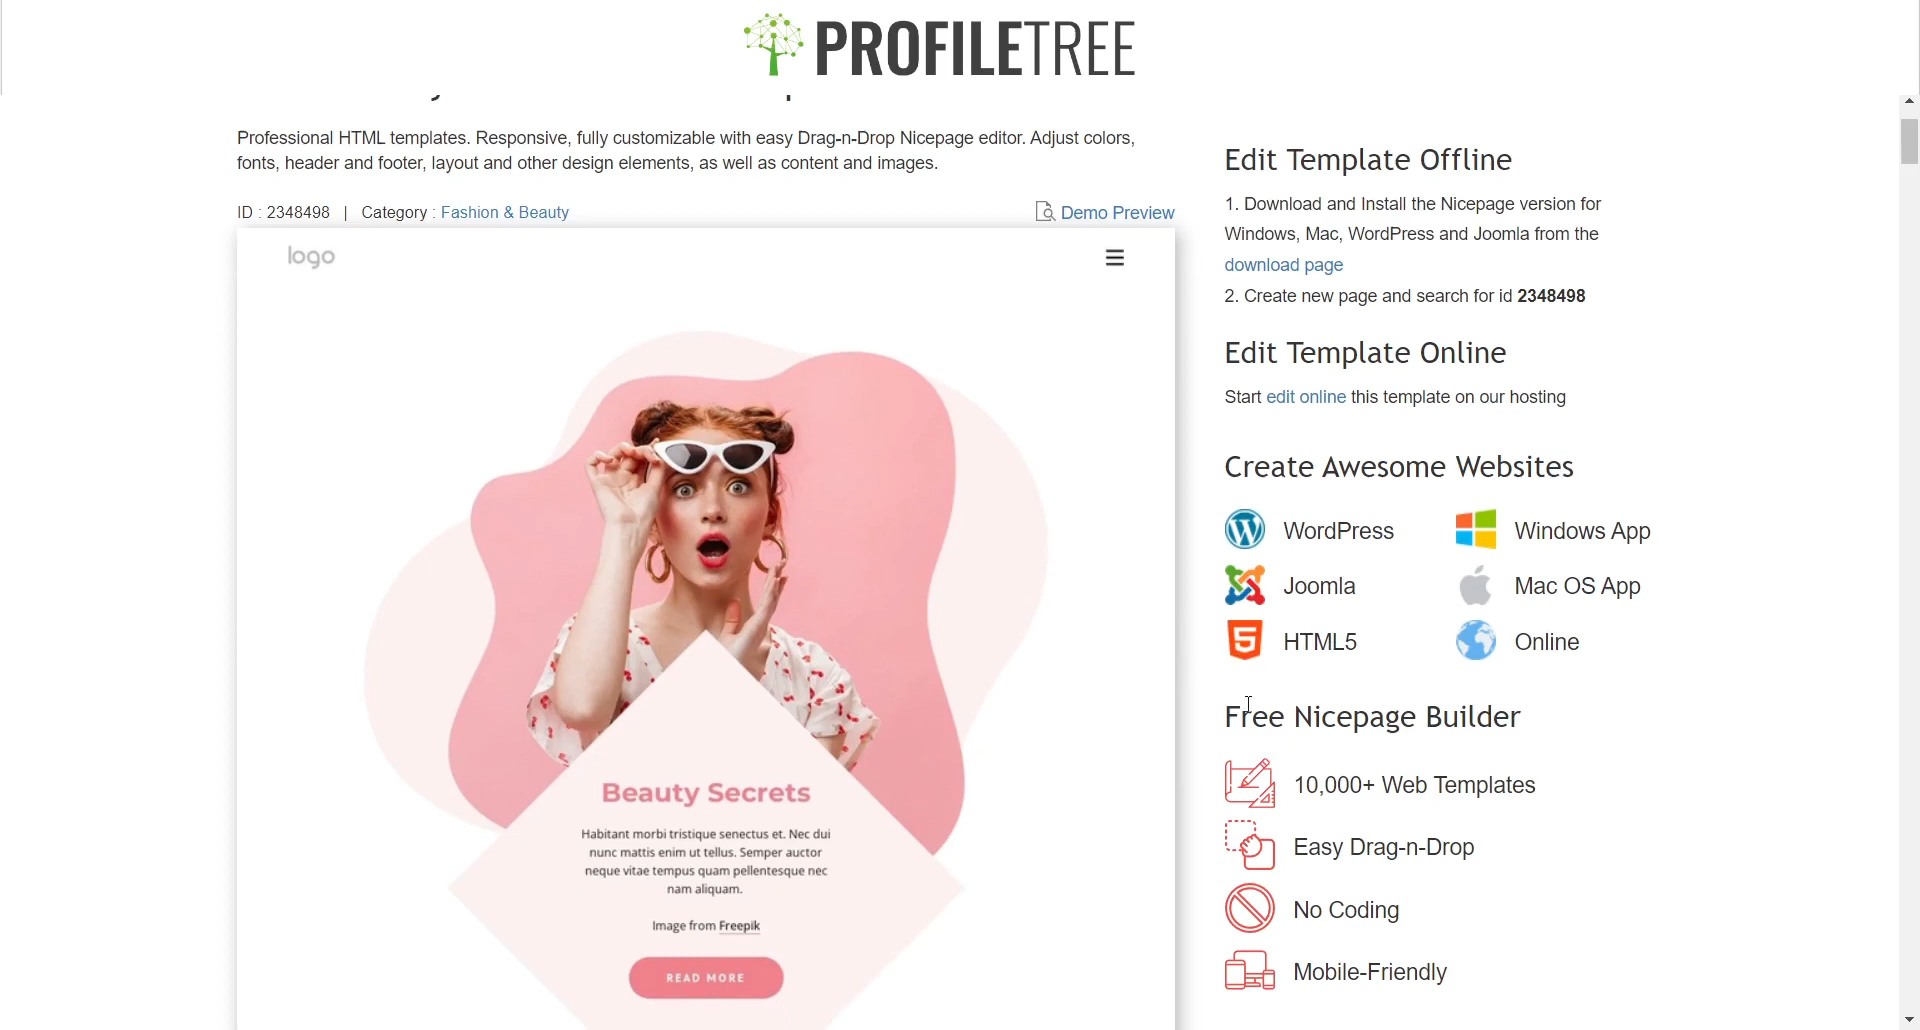 PROFILETREE
Professional HTML templates. Responsive, fully customizable with easy Drag-n-Drop Nicepage editor. Adjust colors,
fonts, header and footer, layout and other design elements, as well as content and images.
ID : 2348498 | Category : Fashion & Beauty
Demo Preview
logo
Beauty Secrets
Habitant morbi tristique senectus et. Nec dui
nunc mattis enim ut tellus. Semper auctor
neque vitae tempus quam pellentesque nec
nam aliquam.
Image from Freepik
READ MORE
Edit Template Offline
1. Download and Install the Nicepage version for
Windows, Mac, WordPress and Joomla from the
download page
2. Create new page and search for id 2348498
Edit Template Online
Start edit online this template on our hosting
Create Awesome Websites
WordPress
Windows App
Joomla
Mac OS App
HTML5
Online
Free Nicepage Builder
10,000+ Web Templates
Easy Drag-n-Drop
No Coding
Mobile-Friendly